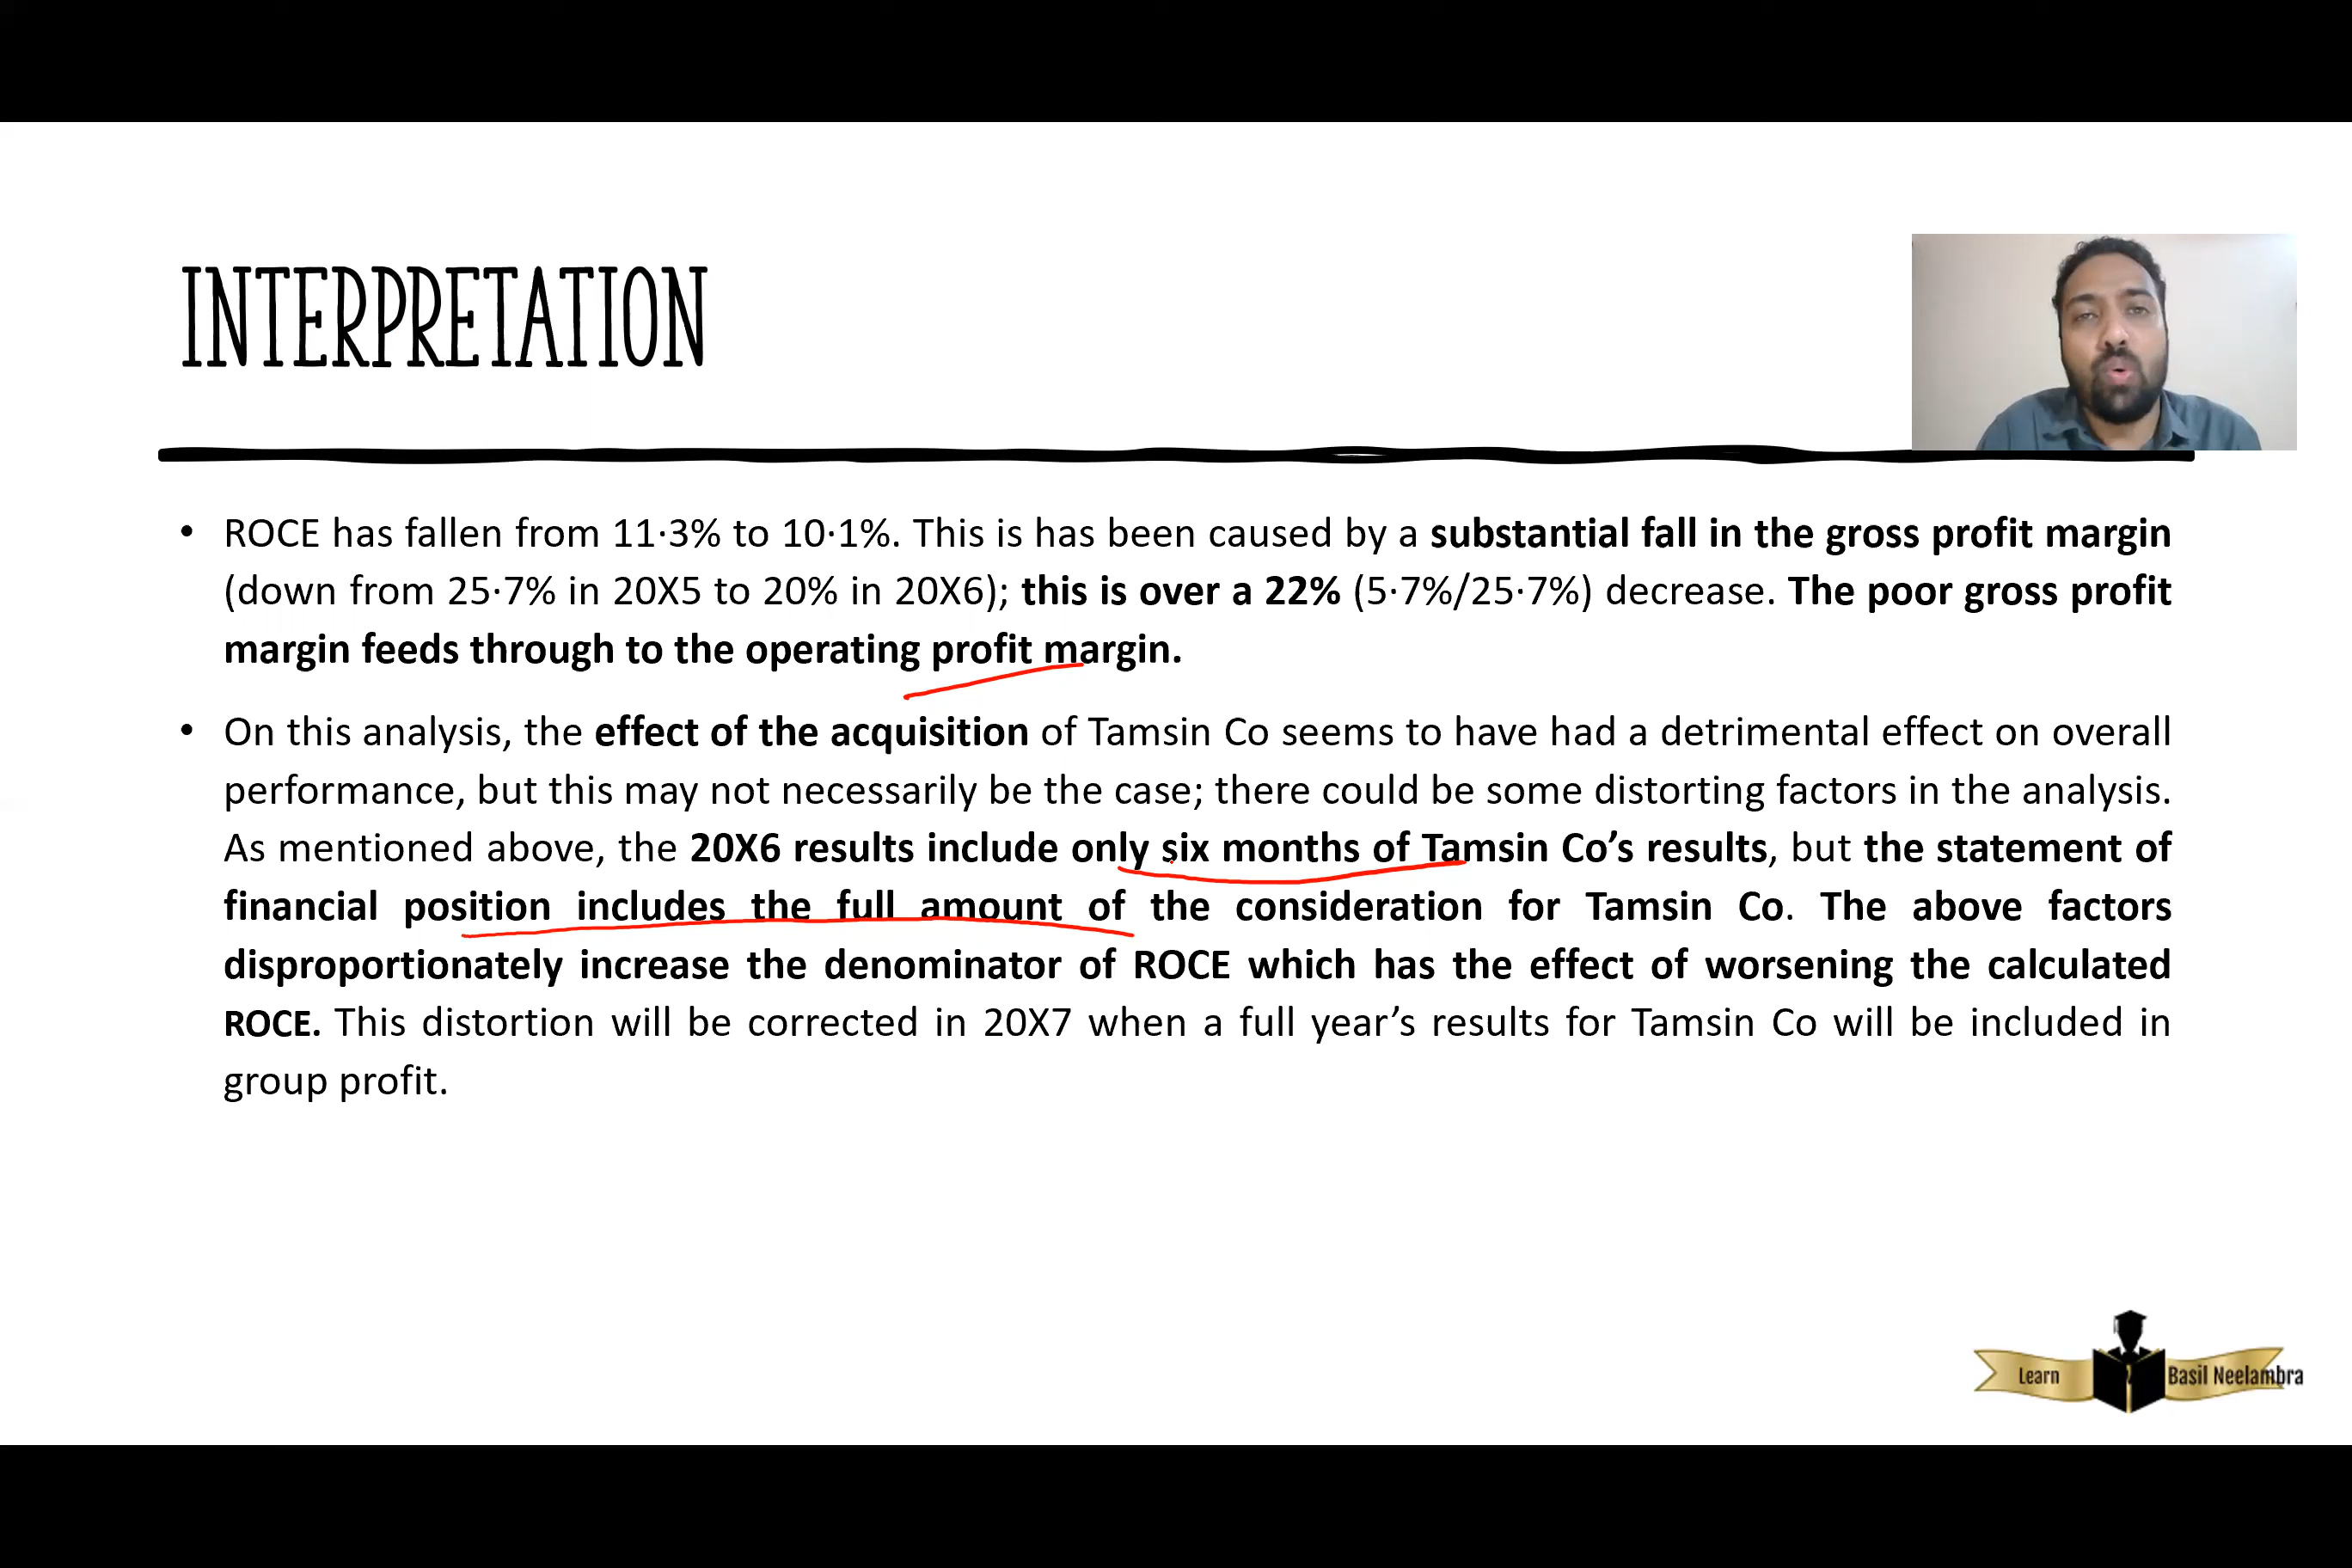 INTERPRETATION
• ROCE has fallen from 11·3% to 10·1%. This is has been caused by a substantial fall in the gross profit margin
(down from 25·7% in 20X5 to 20% in 20X6); this is over a 22% (5·7%/25·7%) decrease. The poor gross profit
margin feeds through to the operating profit margin.
• On this analysis, the effect of the acquisition of Tamsin Co seems to have had a detrimental effect on overall
performance, but this may not necessarily be the case; there could be some distorting factors in the analysis.
As mentioned above, the 20X6 results include only six months of Tamsin Co’s results, but the statement of
financial position includes the full amount of the consideration for Tamsin Co. The above factors
disproportionately increase the denominator of ROCE which has the effect of worsening the calculated
ROCE. This distortion will be corrected in 20X7 when a full year’s results for Tamsin Co will be included in
group profit.
Learn Basil Neelambra